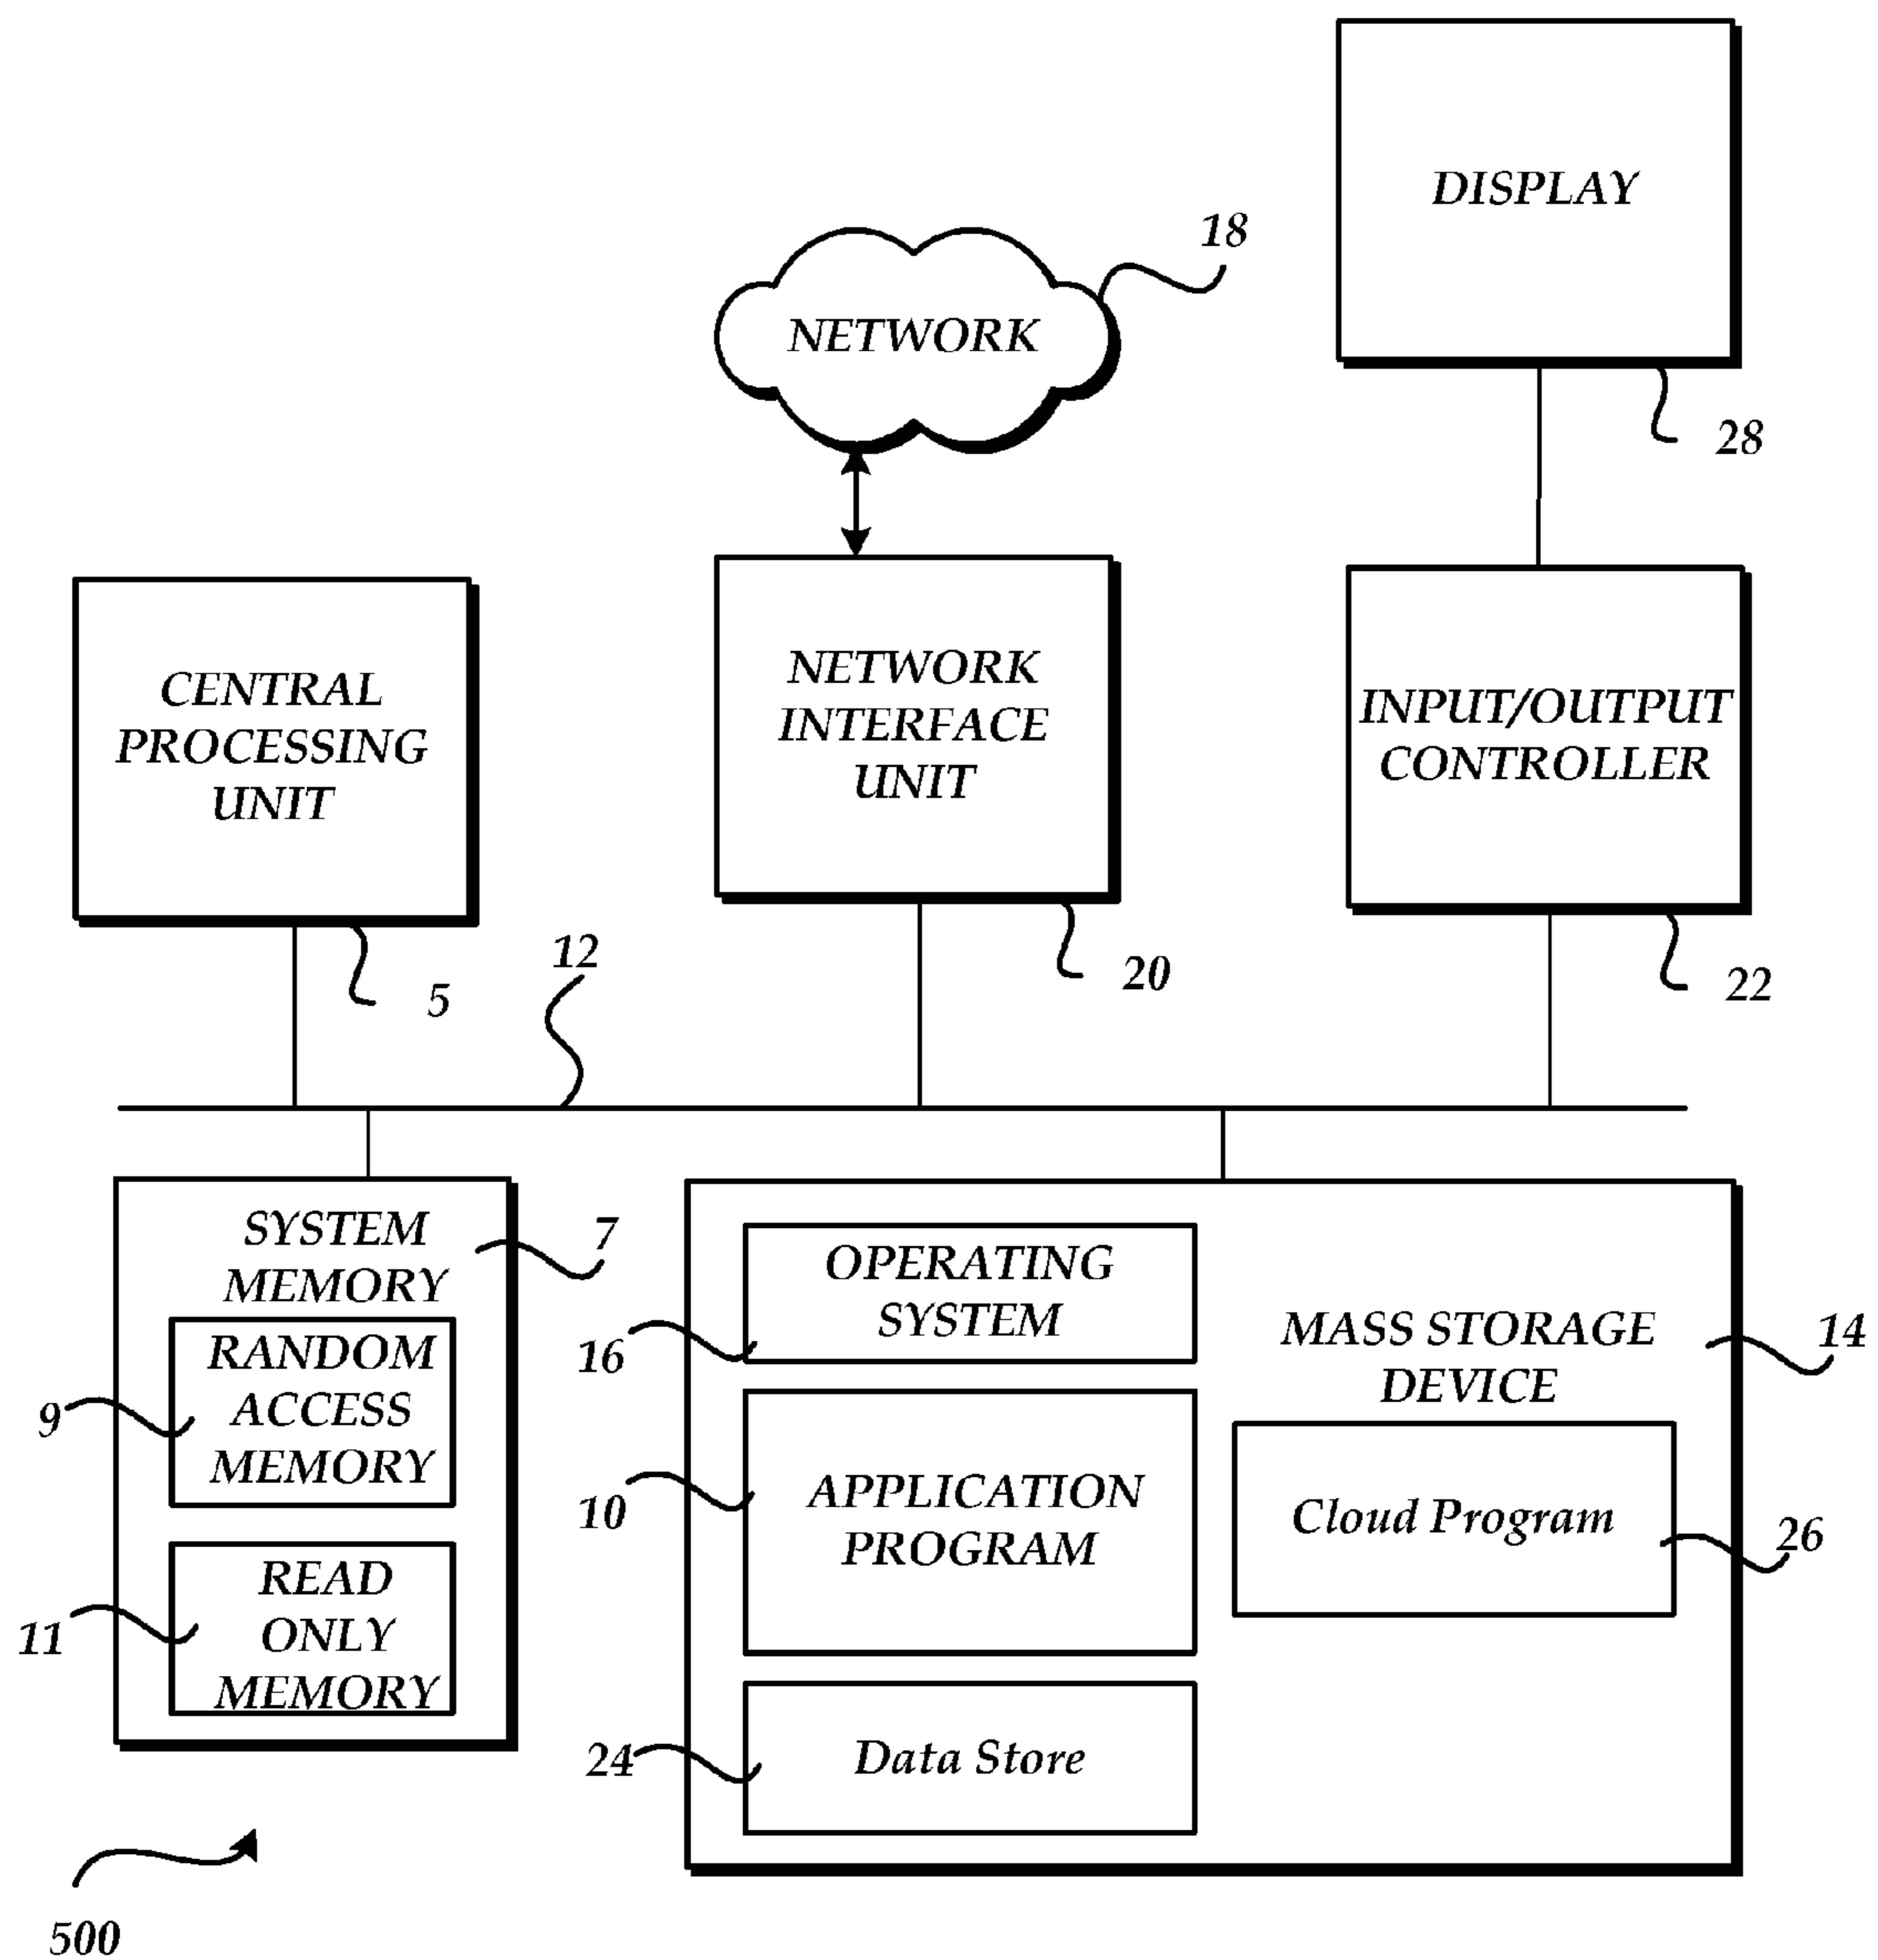 DISPLAY
28
NETWORK
18
CENTRAL
PROCESSING
UNIT
5
NETWORK
INTERFACE
UNIT
20
INPUT/OUTPUT
CONTROLLER
22
12
SYSTEM
MEMORY
7
RANDOM
ACCESS
MEMORY
9
READ
ONLY
MEMORY
11
OPERATING
SYSTEM
16
MASS STORAGE
DEVICE
14
APPLICATION
PROGRAM
10
Cloud Program
26
Data Store
24
500